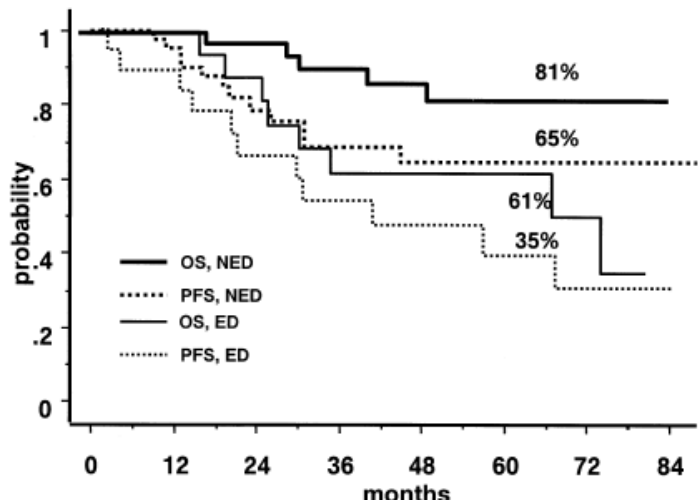 1
.8
.6
.4
.2
0
probability
81%
65%
61%
35%
OS, NED
PFS, NED
OS, ED
PFS, ED
0 12 24 36 48 60 72 84
months